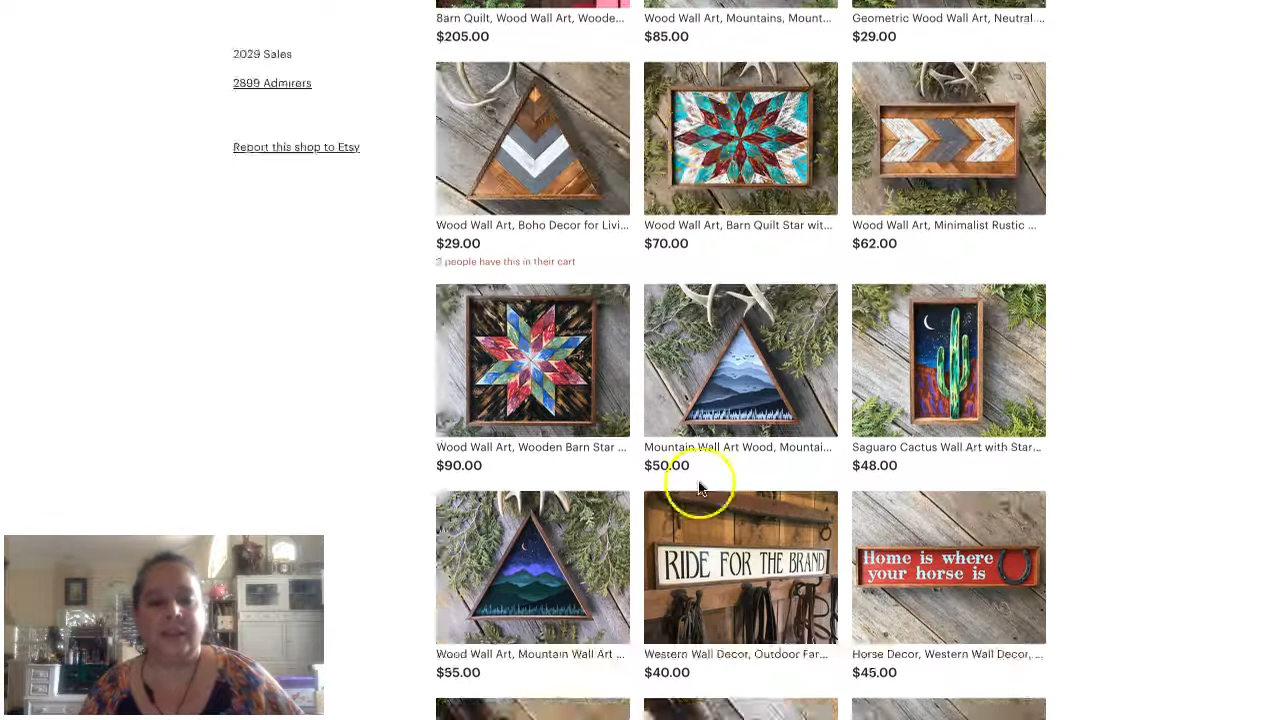 Barn Quilt, Wood Wall Art, Woode...
$205.00
Wood Wall Art, Mountains, Mount...
$85.00
Geometric Wood Wall Art, Neutral ...
$29.00
2029 Sales
2899 Admirers
Report this shop to Etsy
Wood Wall Art, Boho Decor for Livi...
$29.00
people have this in their cart
Wood Wall Art, Barn Quilt Star wit...
$70.00
Wood Wall Art, Minimalist Rustic ...
$62.00
Wood Wall Art, Wooden Barn Star ...
$90.00
Mountain Wall Art Wood, Mountai...
$50.00
Saguaro Cactus Wall Art with Star...
$48.00
RIDE FOR THE BRAND
Home is where
your horse is
Wood Wall Art, Mountain Wall Art ...
$55.00
Western Wall Decor, Outdoor Far...
$40.00
Horse Decor, Western Wall Decor, ...
$45.00